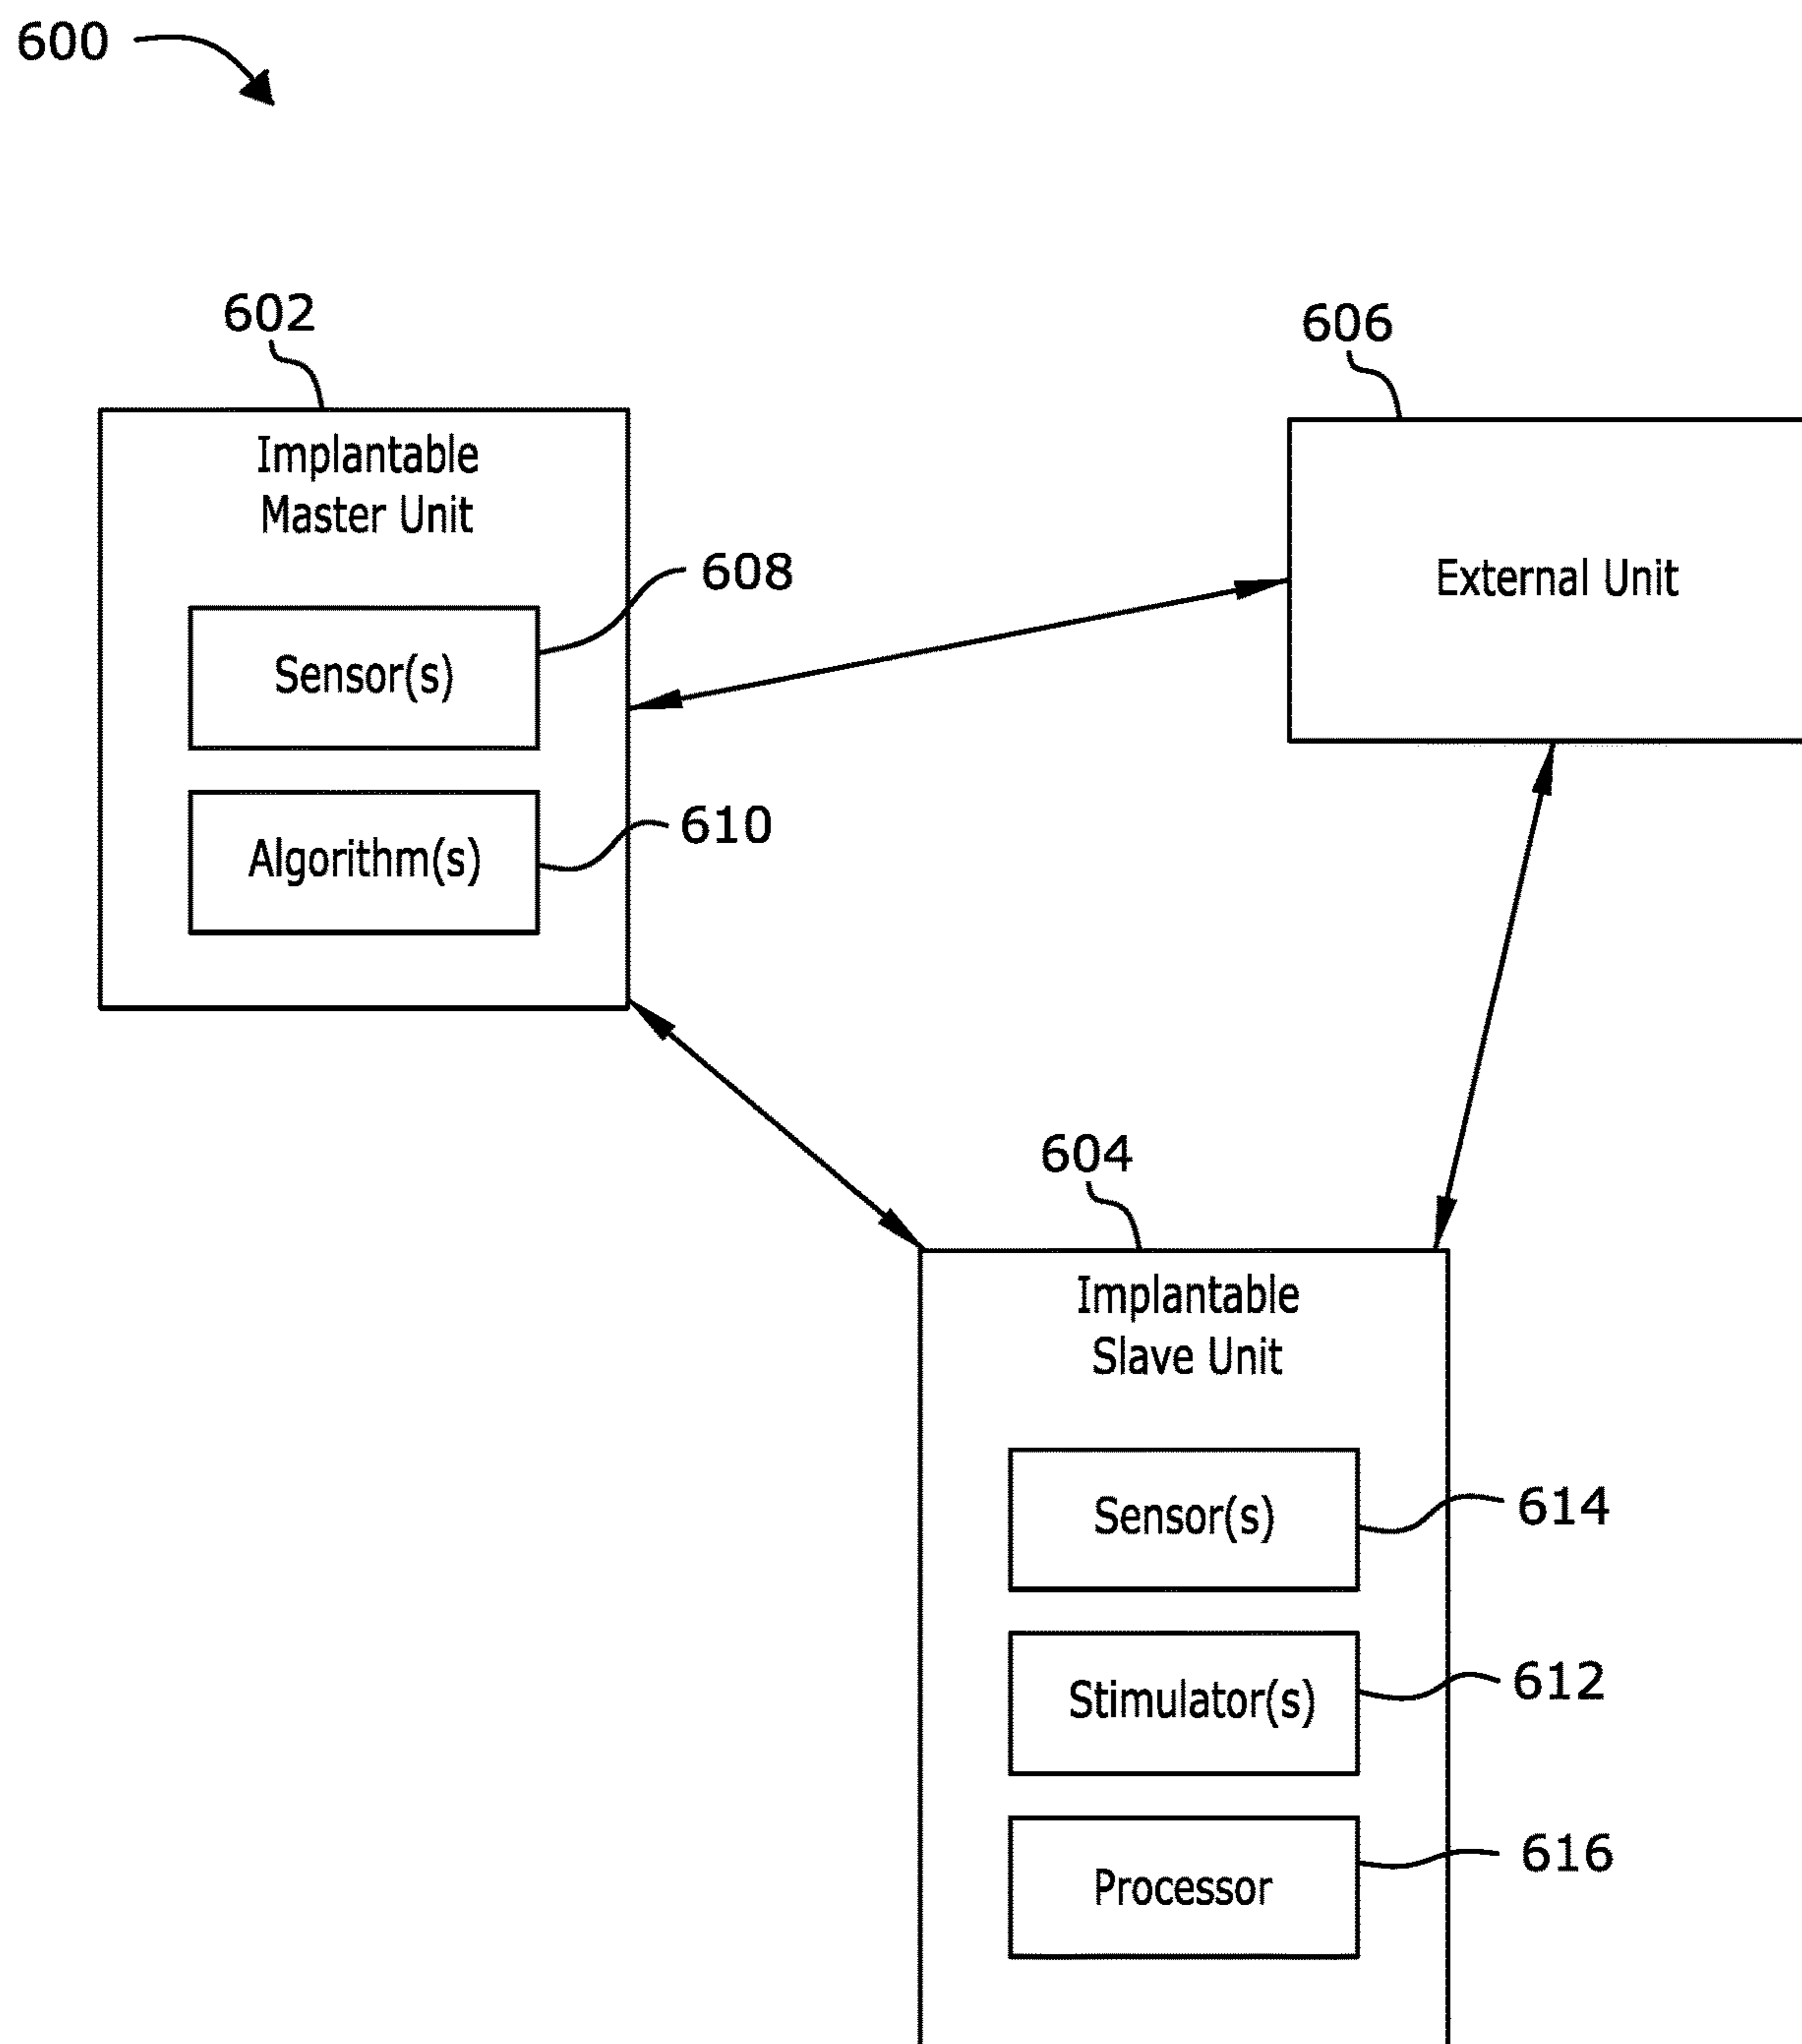 600
602
606
Implantable
Master Unit
608
External Unit
Sensor(s)
610
Algorithm(s)
604
Implantable
Slave Unit
Sensor(s)
614
Stimulator(s)
612
Processor
616